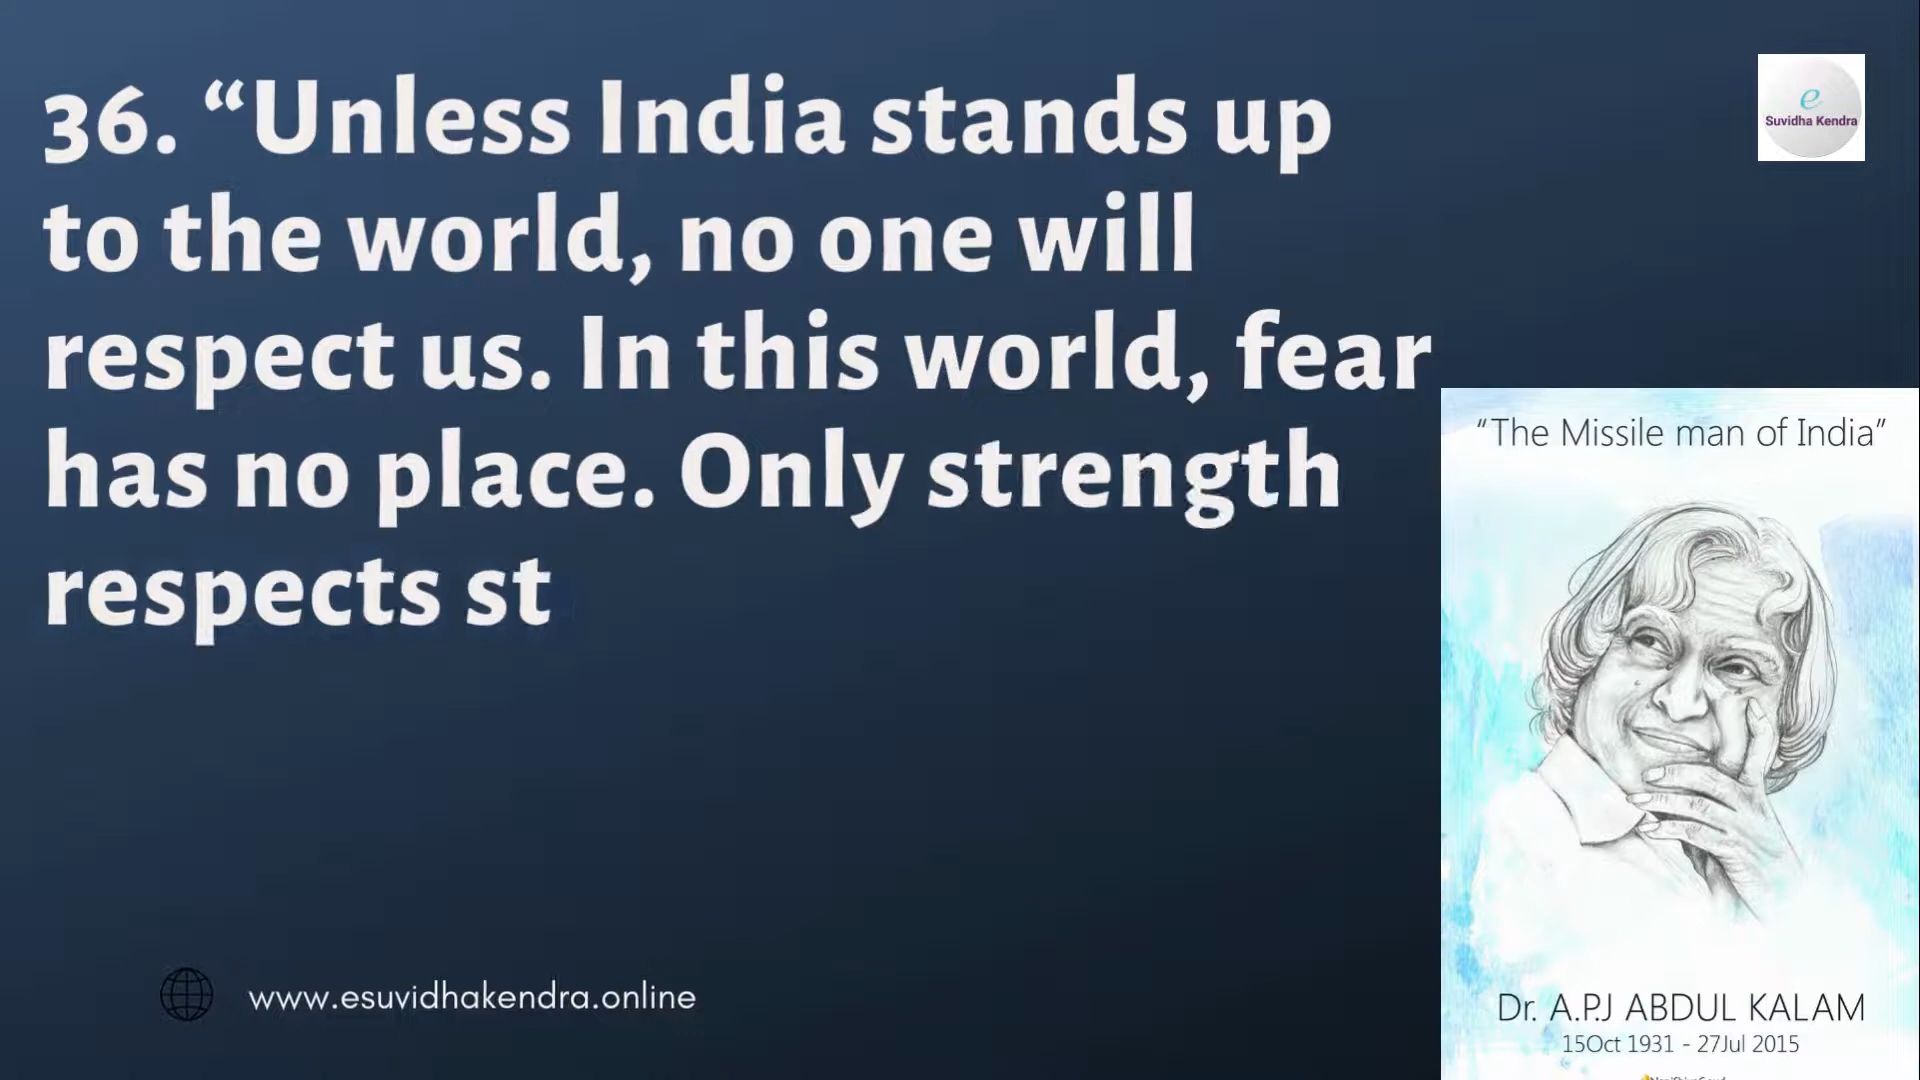 36. “Unless India stands up
to the world, no one will
respect us. In this world, fear
has no place. Only strength
respects st
e
Suvidha Kendra
“The Missile man of India”
Dr. A.P.J ABDUL KALAM
15Oct 1931 - 27Jul 2015
www.esuvidhakendra.online